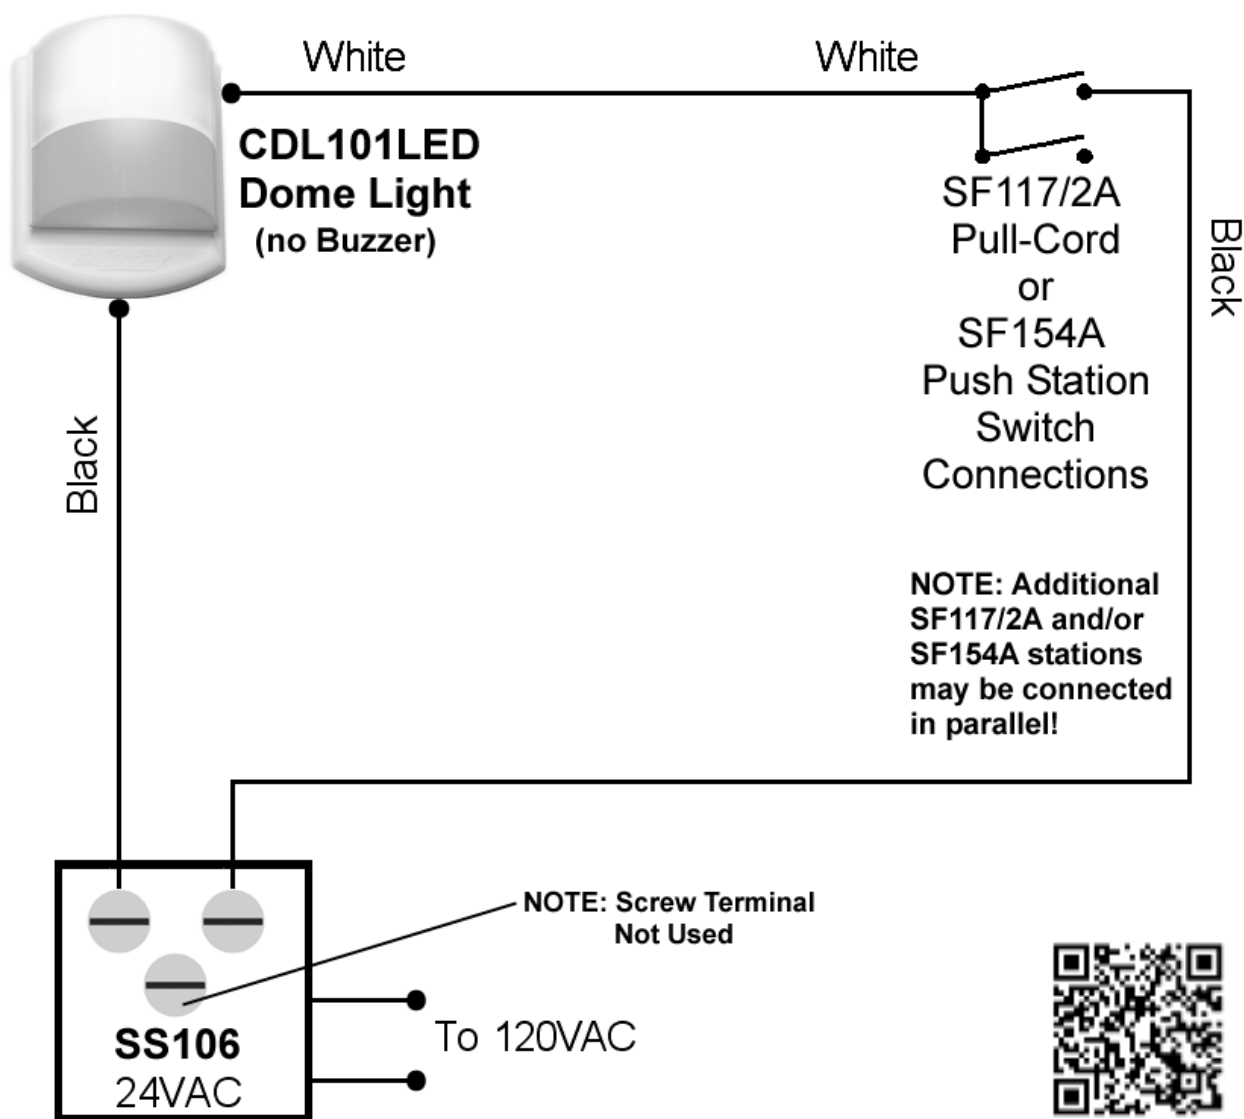 White
White
CDL101LED
Dome Light
(no Buzzer)
SF117/2A
Pull-Cord
or
SF154A
Push Station
Switch
Connections
Black
Black
NOTE: Additional
SF117/2A and/or
SF154A stations
may be connected
in parallel!
NOTE: Screw Terminal
Not Used
SS106
24VAC
To 120VAC